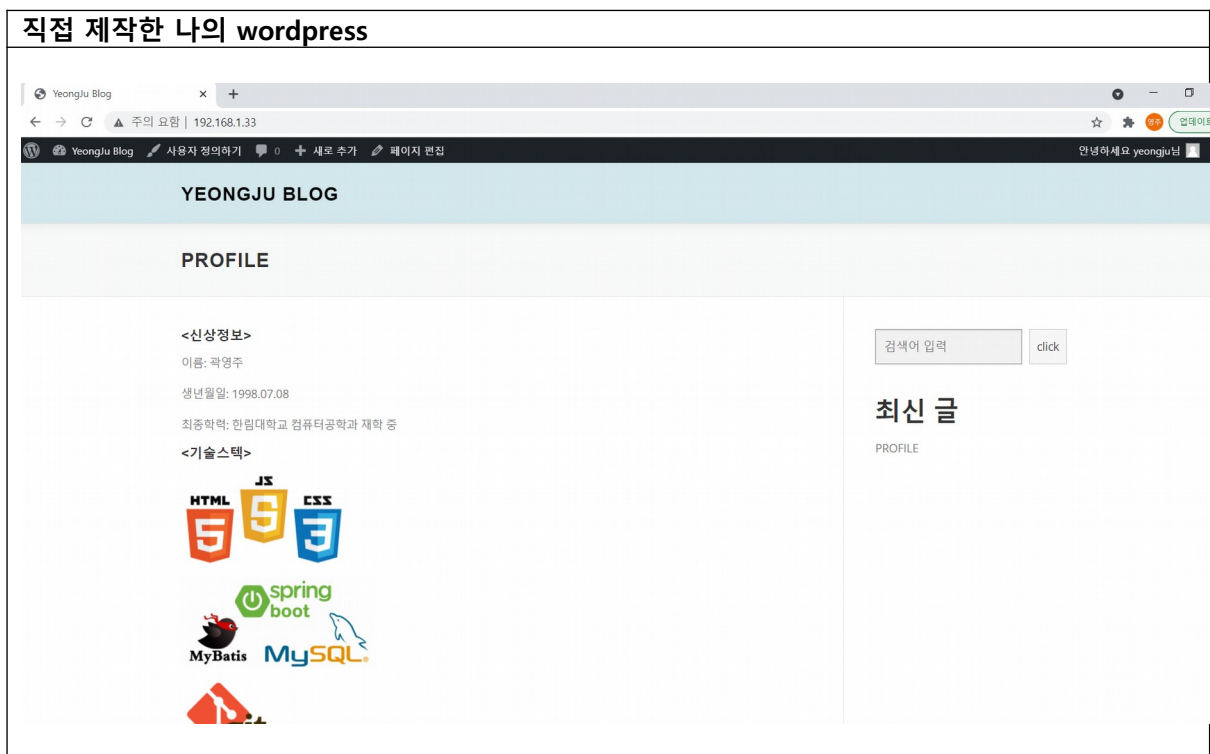 직접 제작한 나의 wordpress
YeongJu Blog
주의 요함 | 192.168.1.33
영주
YeongJu Blog 사용자 정의하기 0 새로 추가 페이지 편집 안녕하세요 yeongju님
YEONGJU BLOG
PROFILE
<신상정보>
검색어 입력 click
이름: 곽영주
생년월일: 1998.07.08
최신 글
최종학력: 한림대학교 컴퓨터공학과 재학 중
PROFILE
<기술스텍>
JS
HTML CSS
5 5 3
spring
boot
MyBatis MySQL